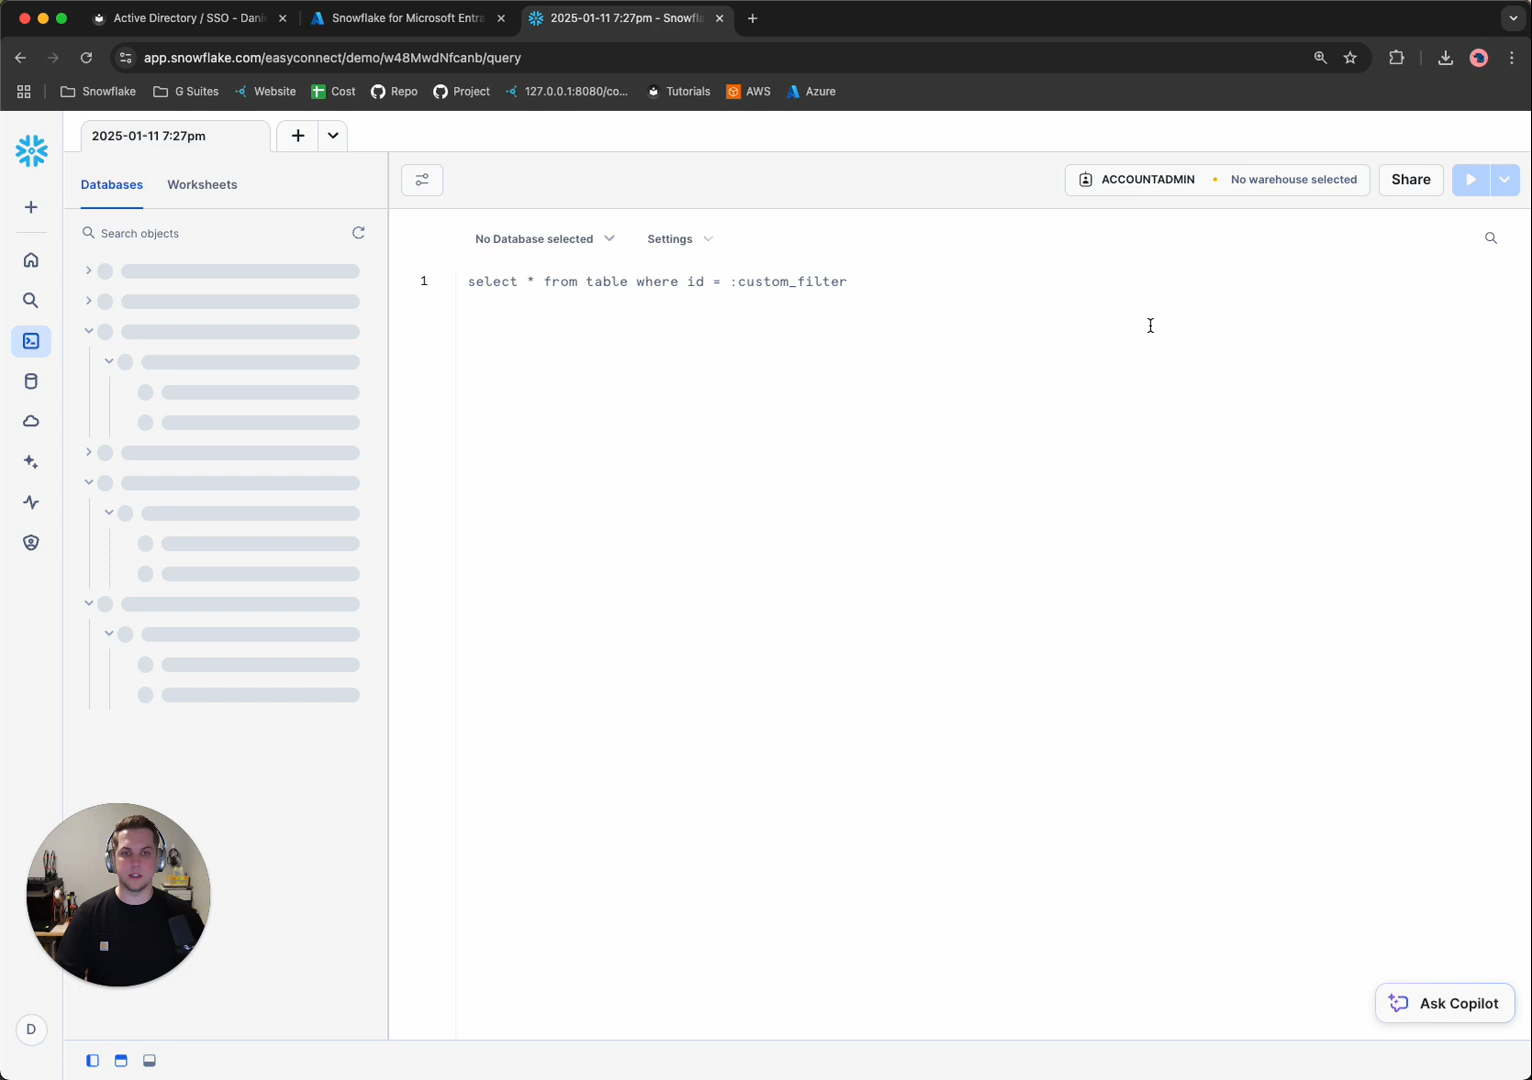 Active Directory / SSO - Dani
Snowflake for Microsoft Entra
2025-01-11 7:27pm - Snowfla
app.snowflake.com/easyconnect/demo/w48MwdNfcanb/query
Snowflake
G Suites
Website
Cost
Repo
Project
127.0.0.1:8080/co...
Tutorials
AWS
Azure
2025-01-11 7:27pm
Databases
Worksheets
ACCOUNTADMIN
No warehouse selected
Share
Search objects
No Database selected
Settings
1
select * from table where id = :custom_filter
Ask Copilot
D